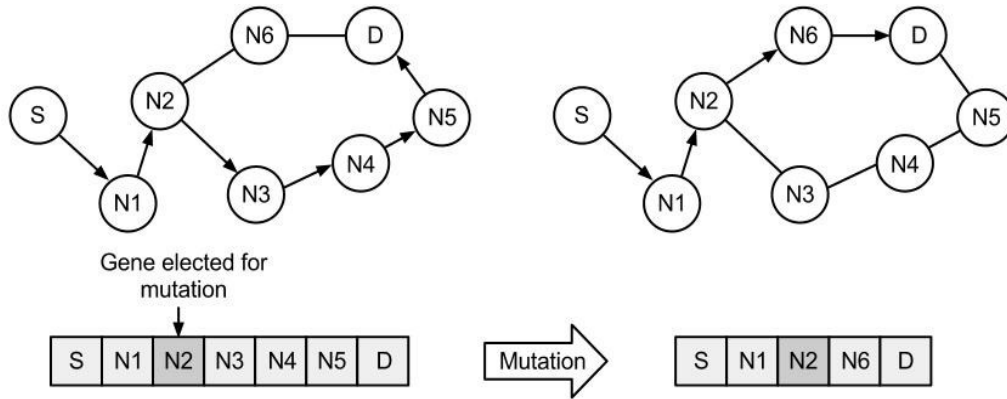 N6
D
N2
S
N5
N4
N3
N1
N6
D
N2
S
N5
N4
N3
N1
Gene elected for
mutation
S N1 N2 N3 N4 N5 D
Mutation
S N1 N2 N6 D